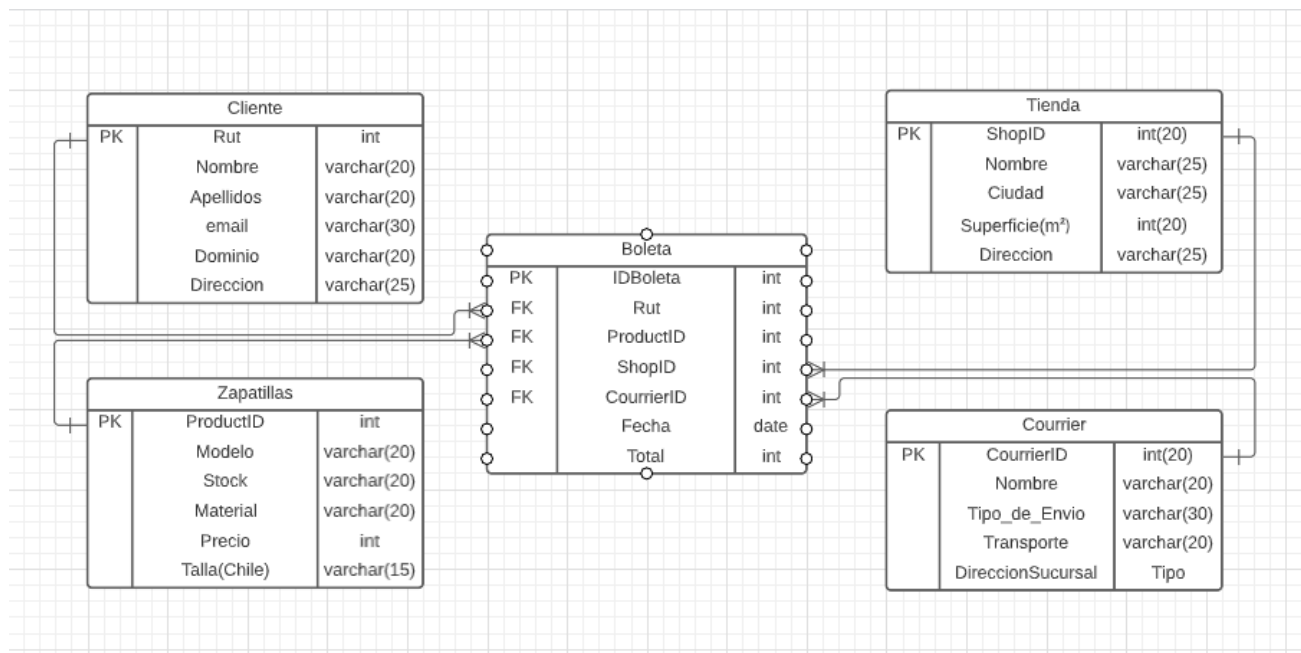 Cliente
PK Rut int
Nombre varchar(20)
Apellidos varchar(20)
email varchar(30)
Dominio varchar(20)
Direccion varchar(25)
Zapatillas
PK ProductID int
Modelo varchar(20)
Stock varchar(20)
Material varchar(20)
Precio int
Talla(Chile) varchar(15)
Boleta
PK IDBoleta int
FK Rut int
FK ProductID int
FK ShopID int
FK CourrierID int
Fecha date
Total int
Tienda
PK ShopID int(20)
Nombre varchar(25)
Ciudad varchar(25)
Superficie(m²) int(20)
Direccion varchar(25)
Courrier
PK CourrierID int(20)
Nombre varchar(20)
Tipo_de_Envio varchar(30)
Transporte varchar(20)
DireccionSucursal Tipo